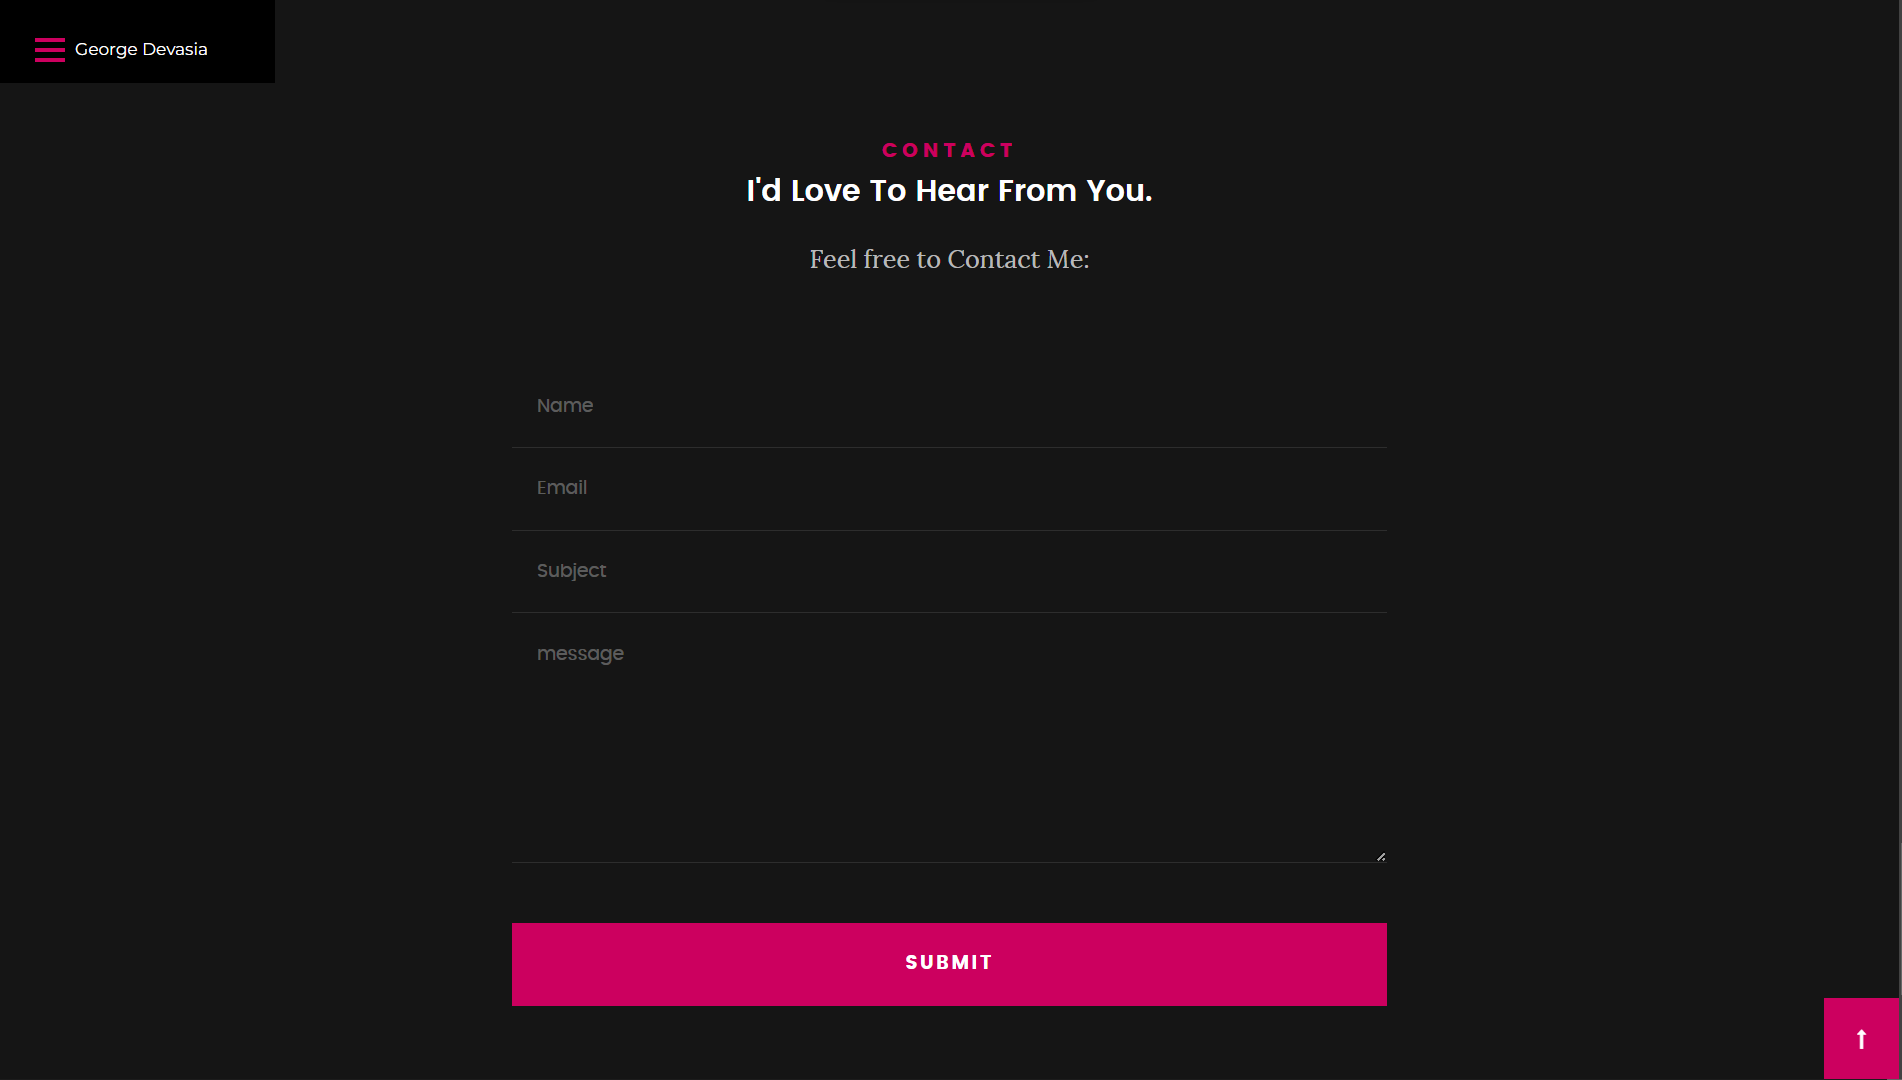 George Devasia
CONTACT
I'd Love To Hear From You.
Feel free to Contact Me:
Name
Email
Subject
message
SUBMIT